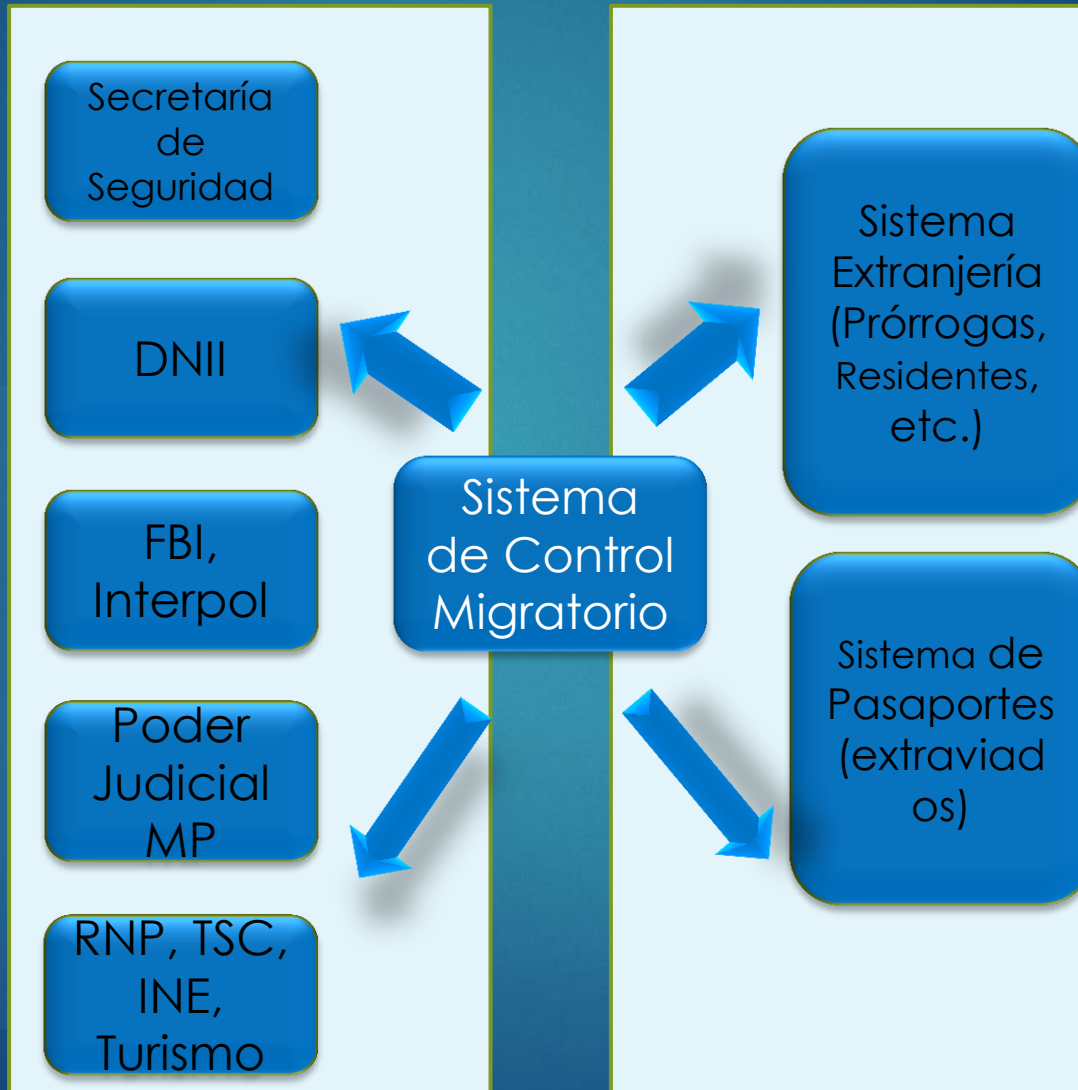 Secretaría
de
Seguridad
DNII
FBI,
Interpol
Poder
Judicial
MP
RNP, TSC,
INE,
Turismo
Sistema
de Control
Migratorio
Sistema
Extranjería
(Prórrogas,
Residentes,
etc.)
Sistema de
Pasaportes
(extraviad
os)